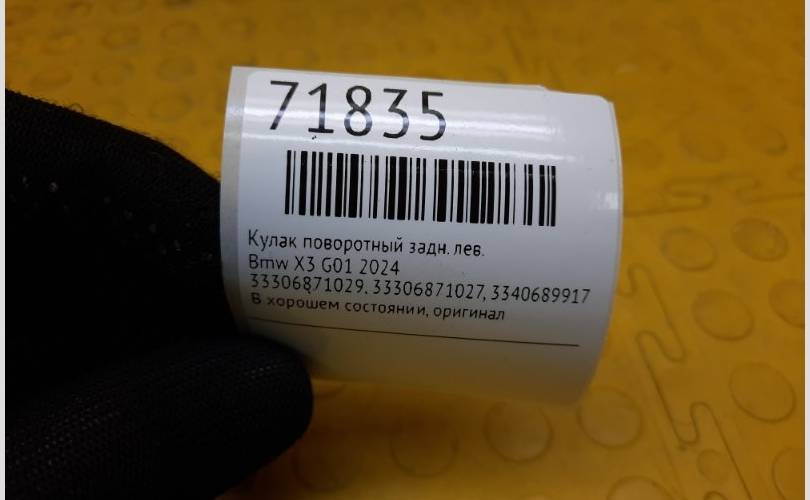 71835
Кулак поворотный задн. лев.
Bmw X3 G01 2024
33306871029, 33306871027, 3340689917
В хорошем состоянии, оригинал